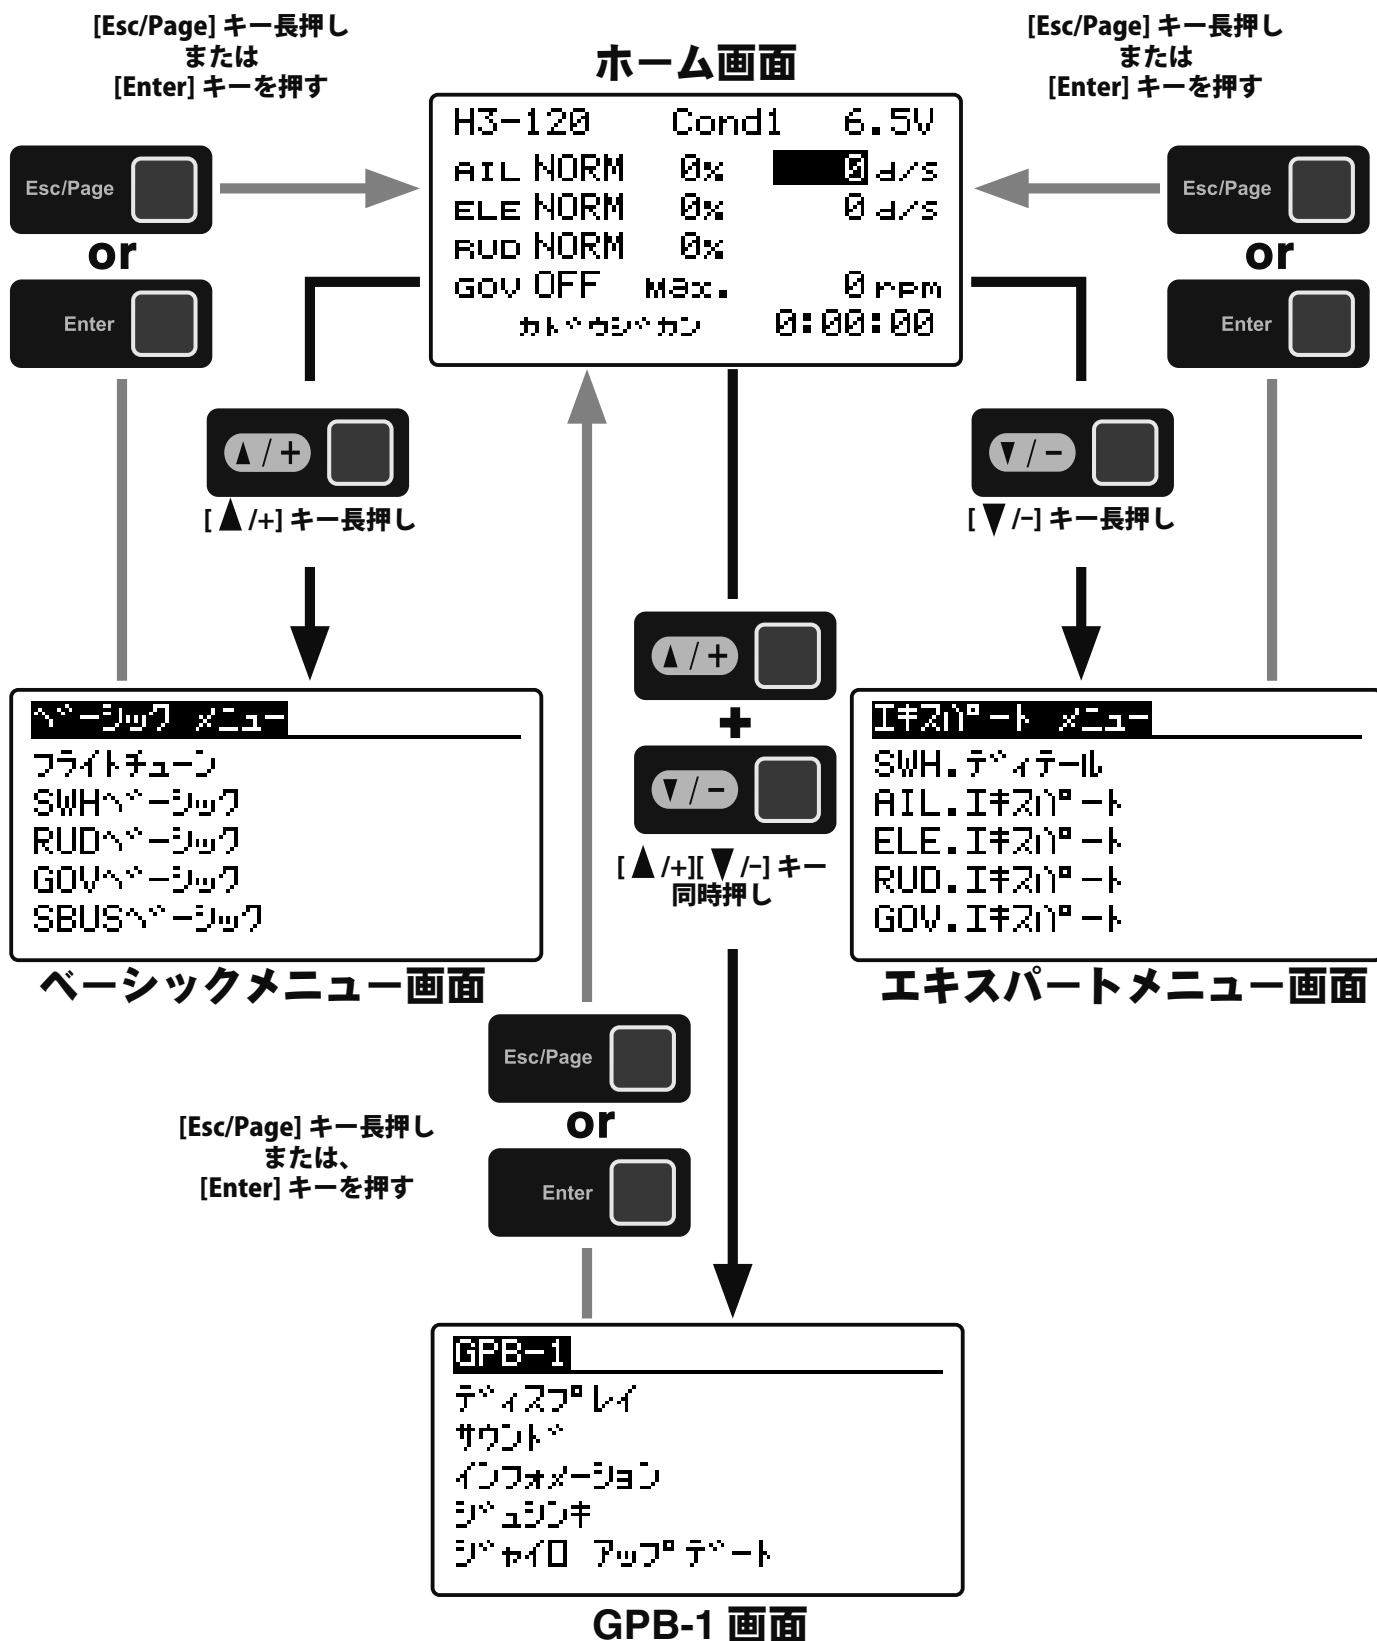 [Esc/Page] キー長押し
または
[Enter] キーを押す
ホーム画面
[Esc/Page] キー長押し
または
[Enter] キーを押す
H3-120 Cond1 6.5V
AIL NORM 0% 0 d/s
ELE NORM 0% 0 d/s
RUD NORM 0%
GOV OFF Max. 0 rpm
カドウジカン 0:00:00
Esc/Page
or
Enter
Esc/Page
or
Enter
▲/+
[▲/+] キー長押し
▼/-
[▼/-] キー長押し
▲/+
+
▼/-
[▲/+][▼/-] キー
同時押し
ベーシック メニュー
フライトチューン
SWHベーシック
RUDベーシック
GOVベーシック
SBUSベーシック
ベーシックメニュー画面
エキスパート メニュー
SWH.ディテール
AIL.エキスパート
ELE.エキスパート
RUD.エキスパート
GOV.エキスパート
エキスパートメニュー画面
Esc/Page
or
Enter
[Esc/Page] キー長押し
または、
[Enter] キーを押す
GPB-1
ディスプレイ
サウンド
インフォメーション
ジュシンキ
ジャイロ アップデート
GPB-1 画面